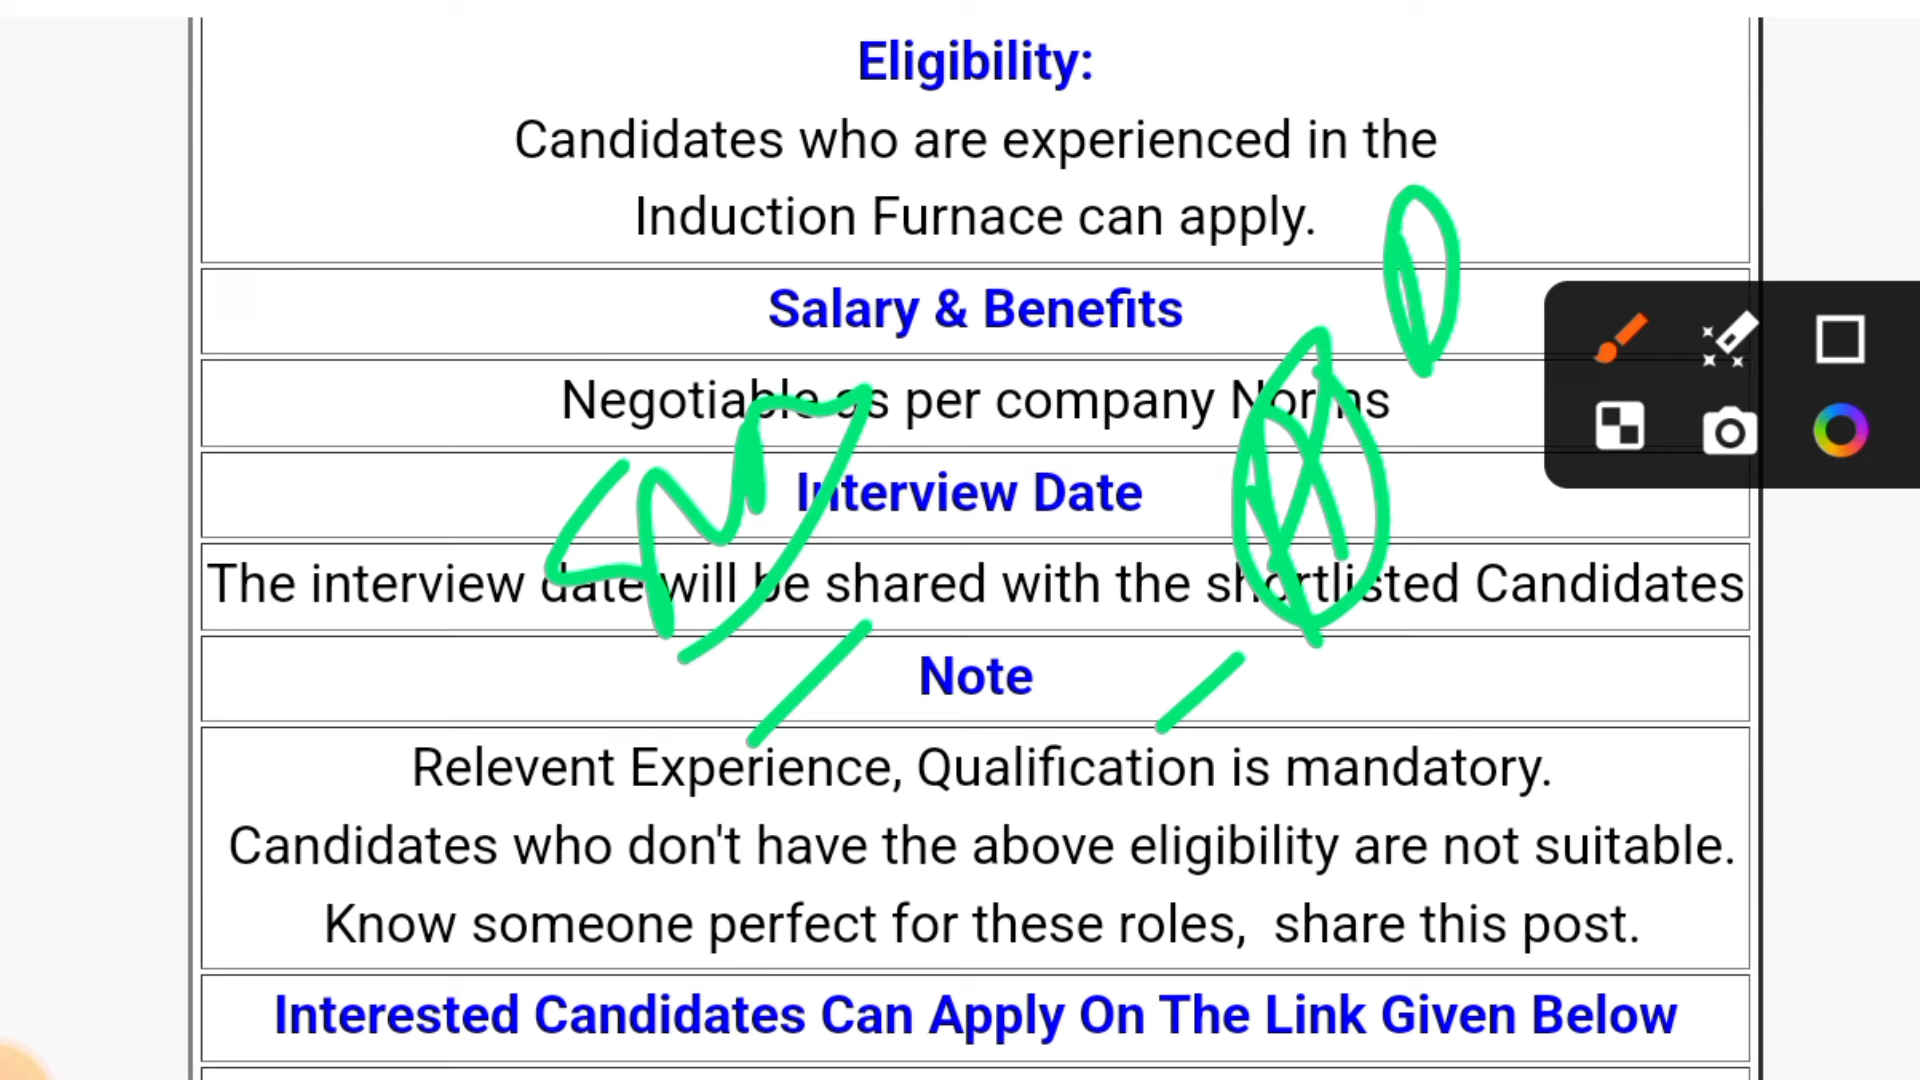 Eligibility:
Candidates who are experienced in the
Induction Furnace can apply.
Salary & Benefits
Negotiable as per company Norms
Interview Date
The interview date will be shared with the shortlisted Candidates
Note
Relevent Experience, Qualification is mandatory.
Candidates who don't have the above eligibility are not suitable.
Know someone perfect for these roles, share this post.
Interested Candidates Can Apply On The Link Given Below